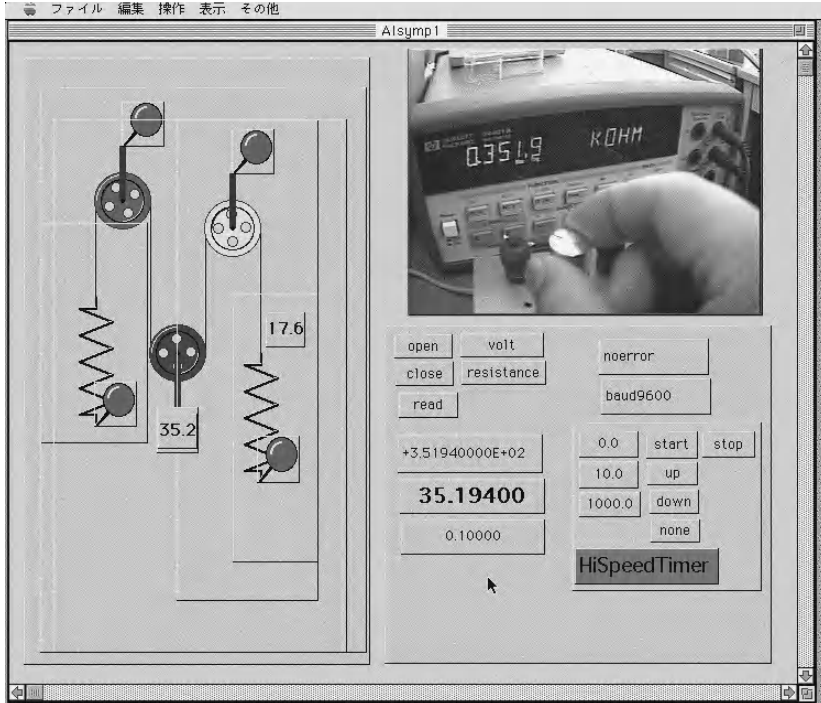 ファイル 編集 操作 表示 その他
AIsymp1
0.351.9 KOHM
17.6
35.2
open
volt
close
resistance
read
noerror
baud9600
+3.51940000E+02
35.19400
0.10000
0.0
start
stop
10.0
up
1000.0
down
none
HiSpeedTimer